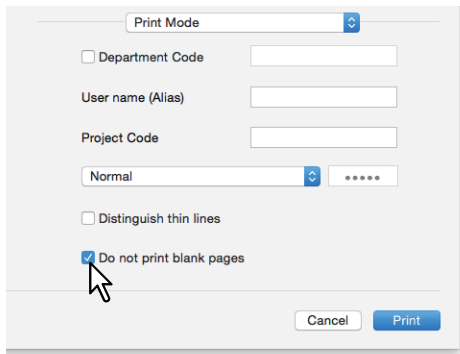 Print Mode
Department Code
User name (Alias)
Project Code
Normal
•••••
Distinguish thin lines
Do not print blank pages
Cancel Print